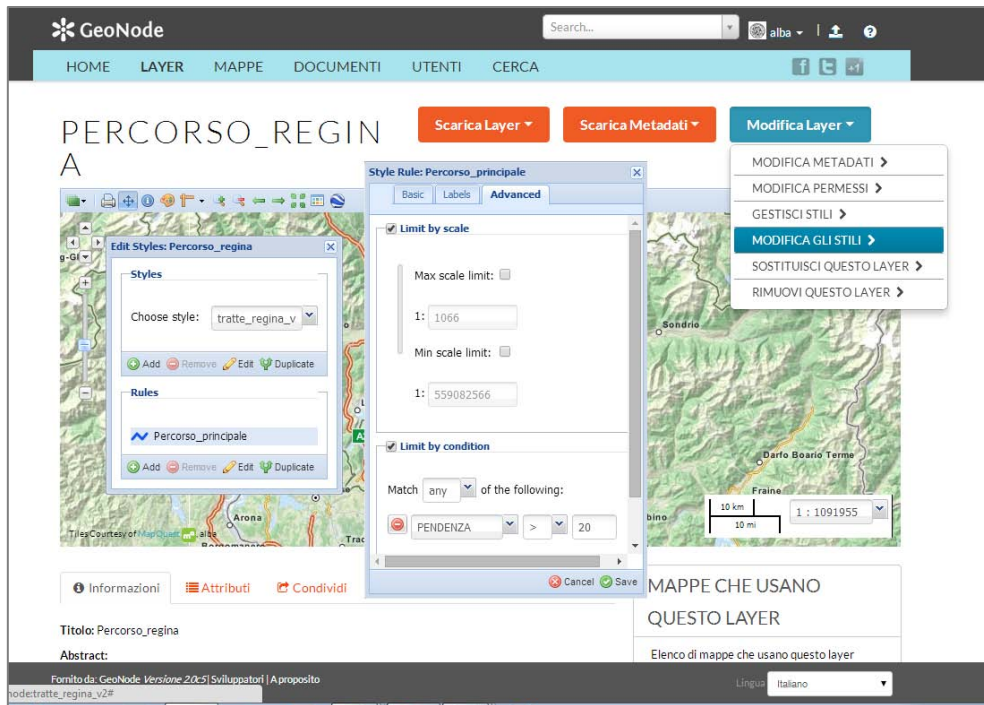 GeoNode
Search...
alba
HOME LAYER MAPPE DOCUMENTI UTENTI CERCA
PERCORSO_REGINA
Scarica Layer
Scarica Metadati
Modifica Layer
MODIFICA METADATI
MODIFICA PERMESSI
GESTISCI STILI
MODIFICA GLI STILI
SOSTITUISCI QUESTO LAYER
RIMUOVI QUESTO LAYER
Style Rule: Percorso_principale
Basic Labels Advanced
Limit by scale
Max scale limit:
1: 1066
Min scale limit:
1: 559082566
Limit by condition
Match any of the following:
PENDENZA > 20
Cancel Save
Edit Styles: Percorso_regina
Styles
Choose style: tratte_regina_v
Add Remove Edit Duplicate
Rules
Percorso_principale
Add Remove Edit Duplicate
Sondrio
Darfo Boario Terme
Fraine
bino
Arona
Borgomanero
Trac
10 km
10 mi
1 : 1091955
Tiles Courtesy of MapQuest
alba
Informazioni Attributi Condividi
Titolo: Percorso_regina
Abstract:
MAPPE CHE USANO
QUESTO LAYER
Elenco di mappe che usano questo layer
Fornito da: GeoNode Versione 2.0c5| Sviluppatori | A proposito
Lingua Italiano
node:tratte_regina_v2#